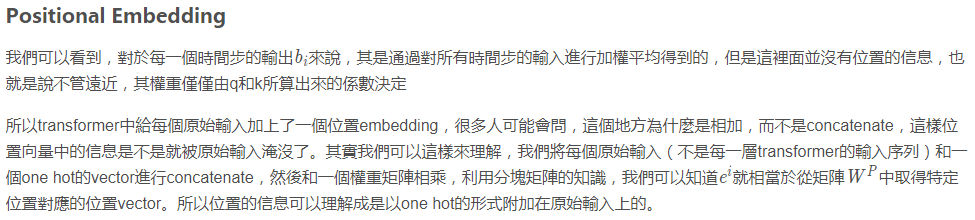 Positional Embedding
我們可以看到，對於每一個時間步的輸出b_i來說，其是通過對所有時間步的輸入進行加權平均得到的，但是這裡面並沒有位置的信息，也
就是說不管遠近，其權重僅僅由q和k所算出來的係數決定
所以transformer中給每個原始輸入加上了一個位置embedding，很多人可能會問，這個地方為什麼是相加，而不是concatenate，這樣位
置向量中的信息是不是就被原始輸入淹沒了。其實我們可以這樣來理解，我們將每個原始輸入（不是每一層transformer的輸入序列）和一
個one hot的vector進行concatenate，然後和一個權重矩陣相乘，利用分塊矩陣的知識，我們可以知道e^i就相當於從矩陣W^P中取得特定
位置對應的位置vector。所以位置的信息可以理解成是以one hot的形式附加在原始輸入上的。